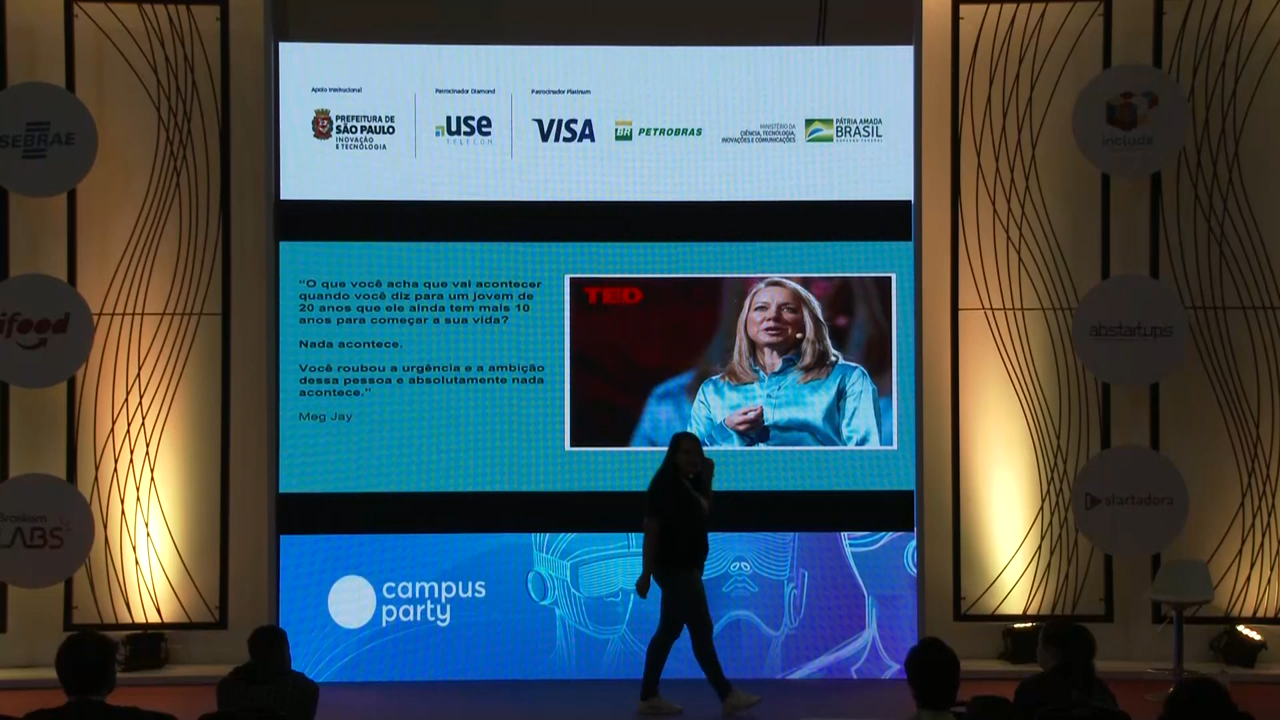 Apoio Institucional
PREFEITURA DE
SÃO PAULO
INOVAÇÃO
E TECNOLOGIA
Patrocinador Diamond
use
TELECOM
Patrocinador Platinum
VISA
BR PETROBRAS
MINISTÉRIO DA
CIÊNCIA, TECNOLOGIA,
INOVAÇÕES E COMUNICAÇÕES
PÁTRIA AMADA
BRASIL
GOVERNO FEDERAL
SEBRAE
ifood
Braskem
LABS
include
abstartups
startadora
"O que você acha que vai acontecer
quando você diz para um jovem de
20 anos que ele ainda tem mais 10
anos para começar a sua vida?
Nada acontece.
Você roubou a urgência e a ambição
dessa pessoa e absolutamente nada
acontece."
Meg Jay
TED
campus
party